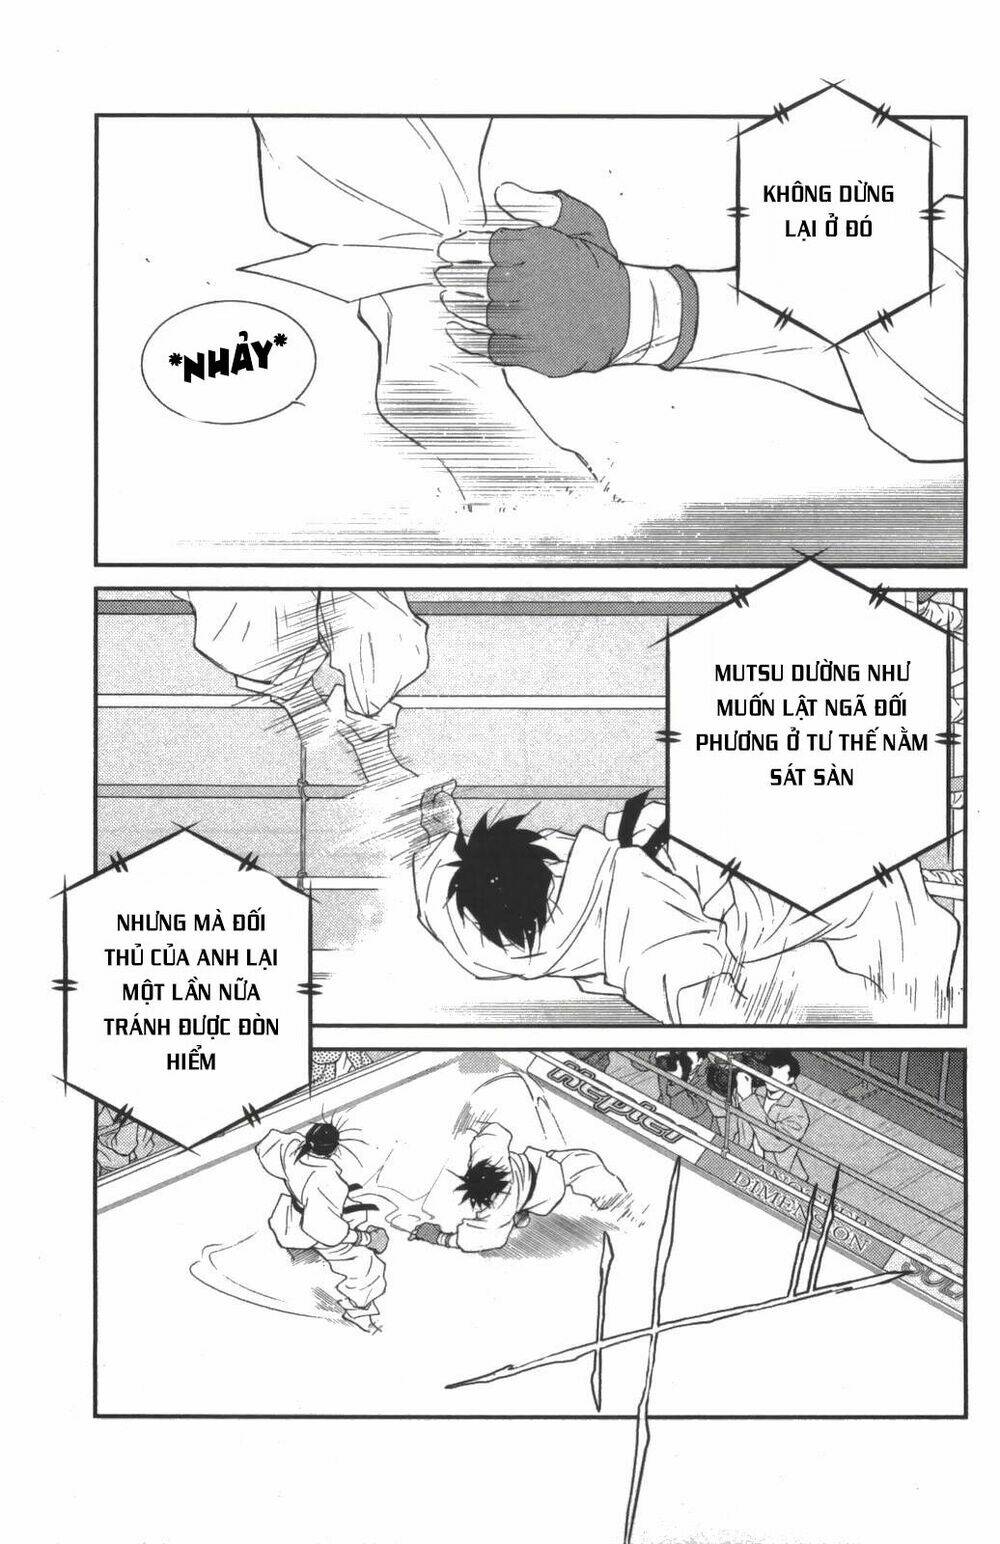 KHÔNG DỪNG
LẠI Ở ĐÓ
*NHẢY*
MUTSU DƯỜNG NHƯ
MUỐN LẬT NGÃ ĐỐI
PHƯƠNG Ở TƯ THẾ NẰM
SÁT SÀN
NHƯNG MÀ ĐỐI
THỦ CỦA ANH LẠI
MỘT LẦN NỮA
TRÁNH ĐƯỢC ĐÒN
HIỂM
DIMENSION